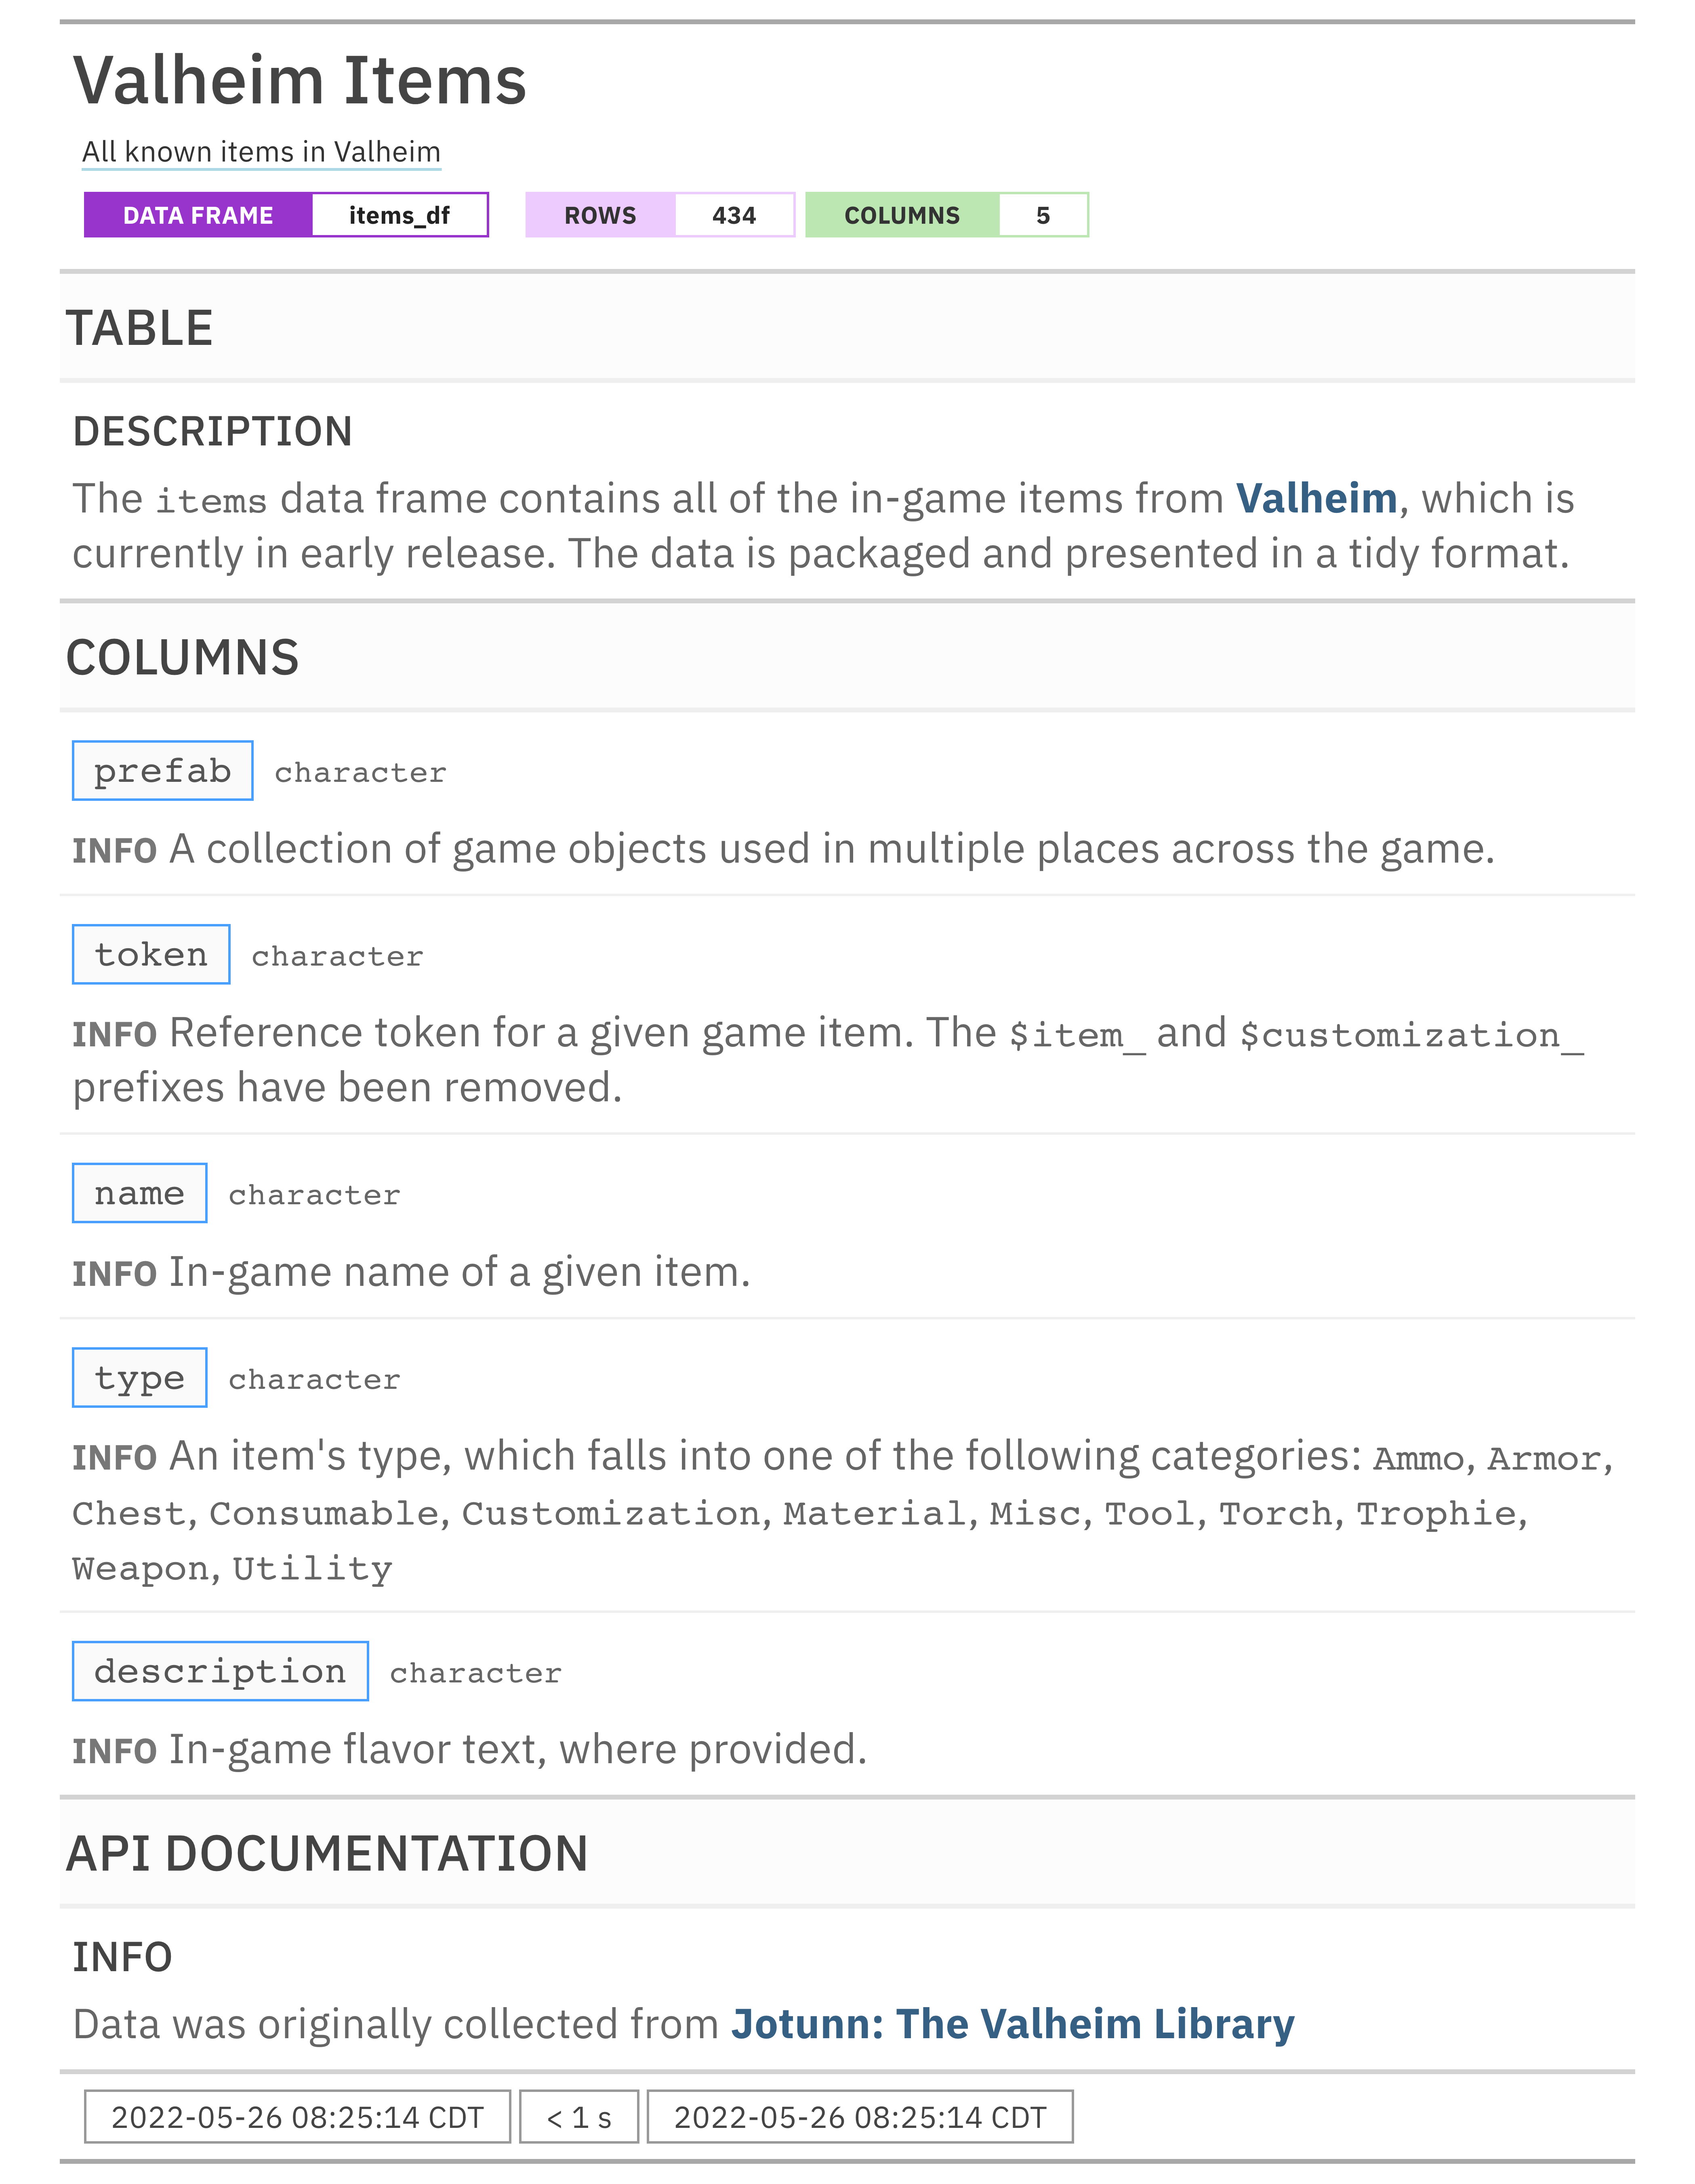 Valheim Items
All known items in Valheim
DATA FRAME items_df ROWS 434 COLUMNS 5
TABLE
DESCRIPTION
The items data frame contains all of the in-game items from Valheim, which is
currently in early release. The data is packaged and presented in a tidy format.
COLUMNS
prefab character
INFO A collection of game objects used in multiple places across the game.
token character
INFO Reference token for a given game item. The $item_ and $customization_
prefixes have been removed.
name character
INFO In-game name of a given item.
type character
INFO An item's type, which falls into one of the following categories: Ammo, Armor,
Chest, Consumable, Customization, Material, Misc, Tool, Torch, Trophie,
Weapon, Utility
description character
INFO In-game flavor text, where provided.
API DOCUMENTATION
INFO
Data was originally collected from Jotunn: The Valheim Library
2022-05-26 08:25:14 CDT < 1 s 2022-05-26 08:25:14 CDT